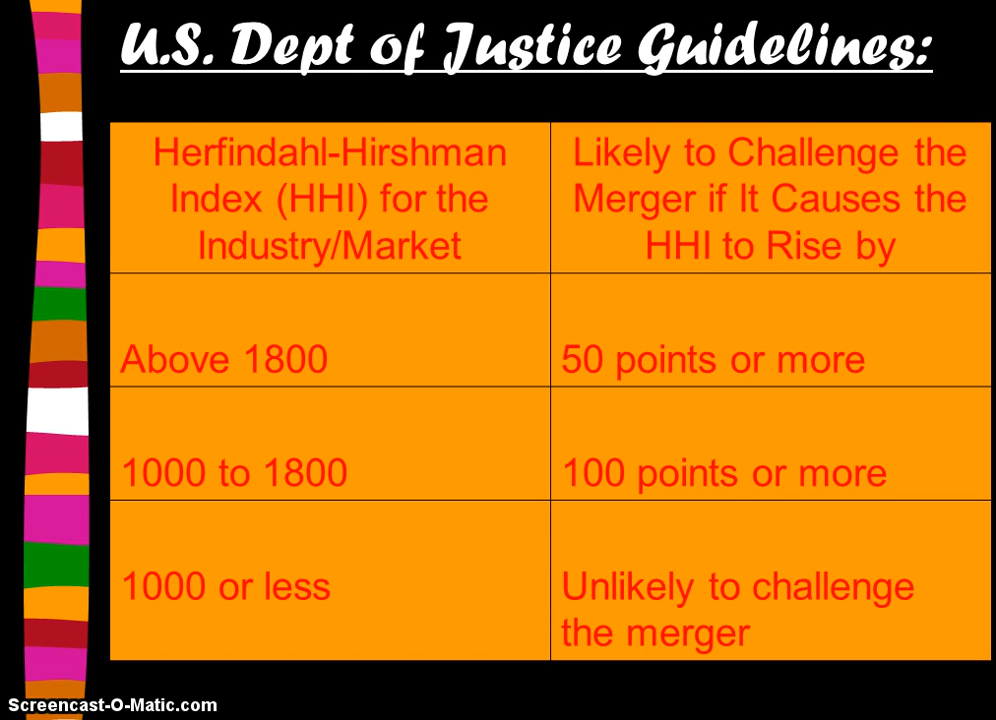 U.S. Dept of Justice Guidelines:
Herfindahl-Hirshman
Index (HHI) for the
Industry/Market
Likely to Challenge the
Merger if It Causes the
HHI to Rise by
Above 1800
50 points or more
1000 to 1800
100 points or more
1000 or less
Unlikely to challenge
the merger
Screencast-O-Matic.com